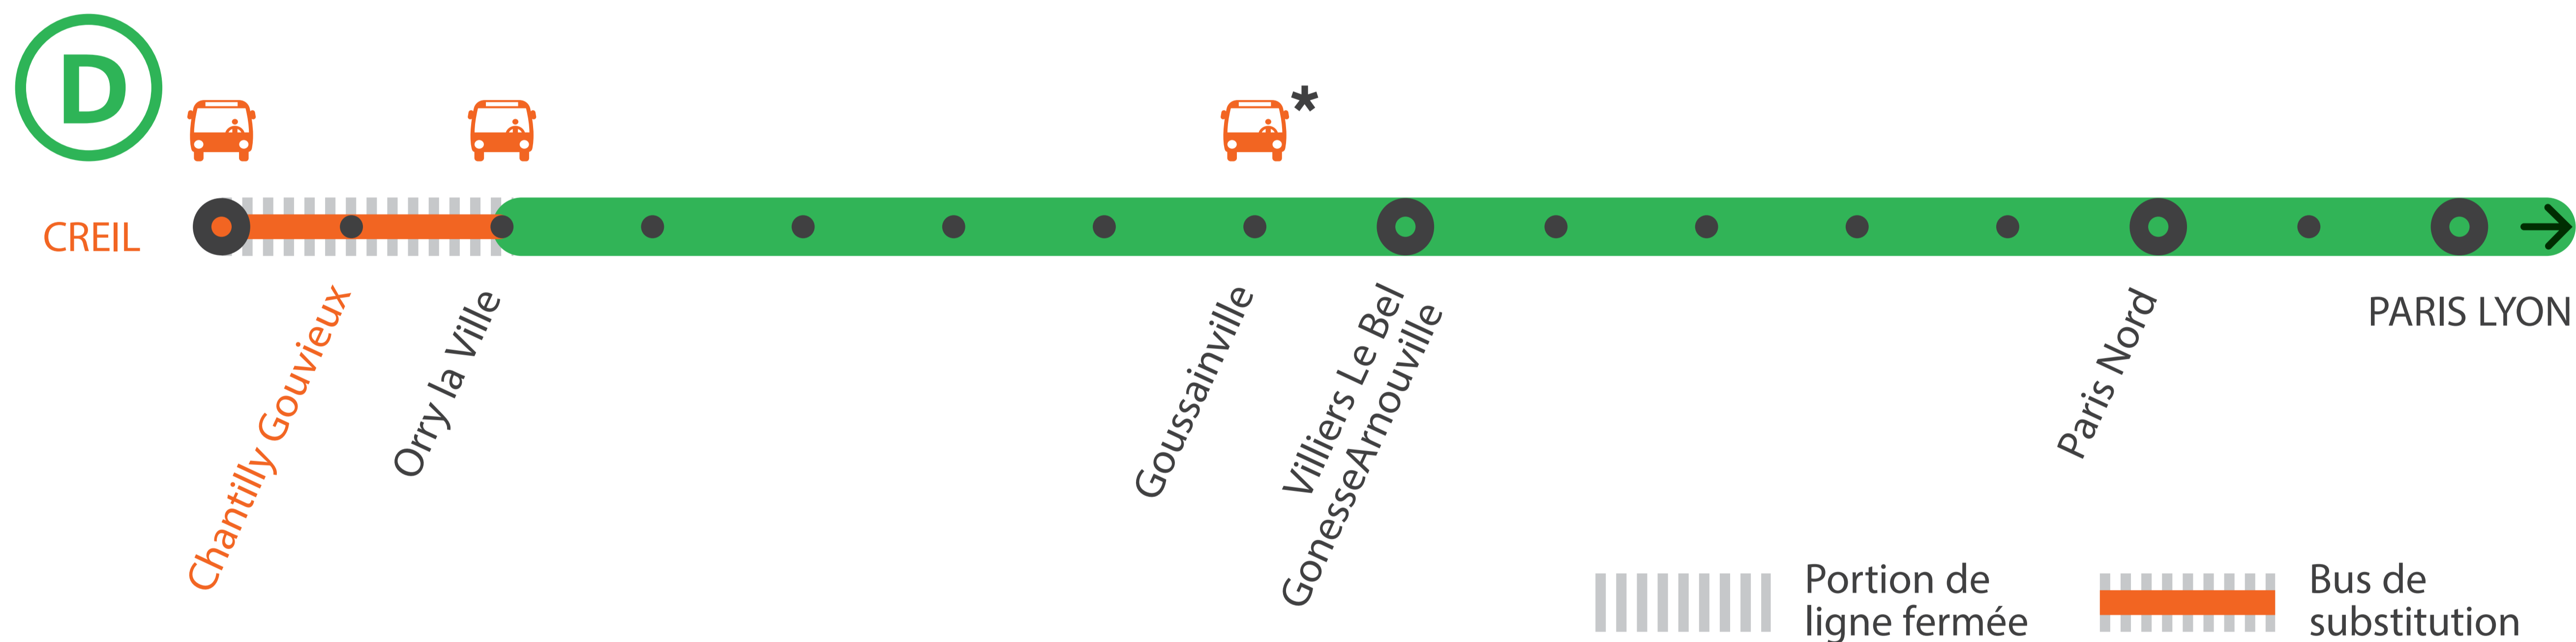 D
*
CREIL
Chantilly Gouvieux
Orry la Ville
Goussainville
Villiers Le Bel
GonesseArnouville
Paris Nord
PARIS LYON
Portion de
ligne fermée
Bus de
substitution